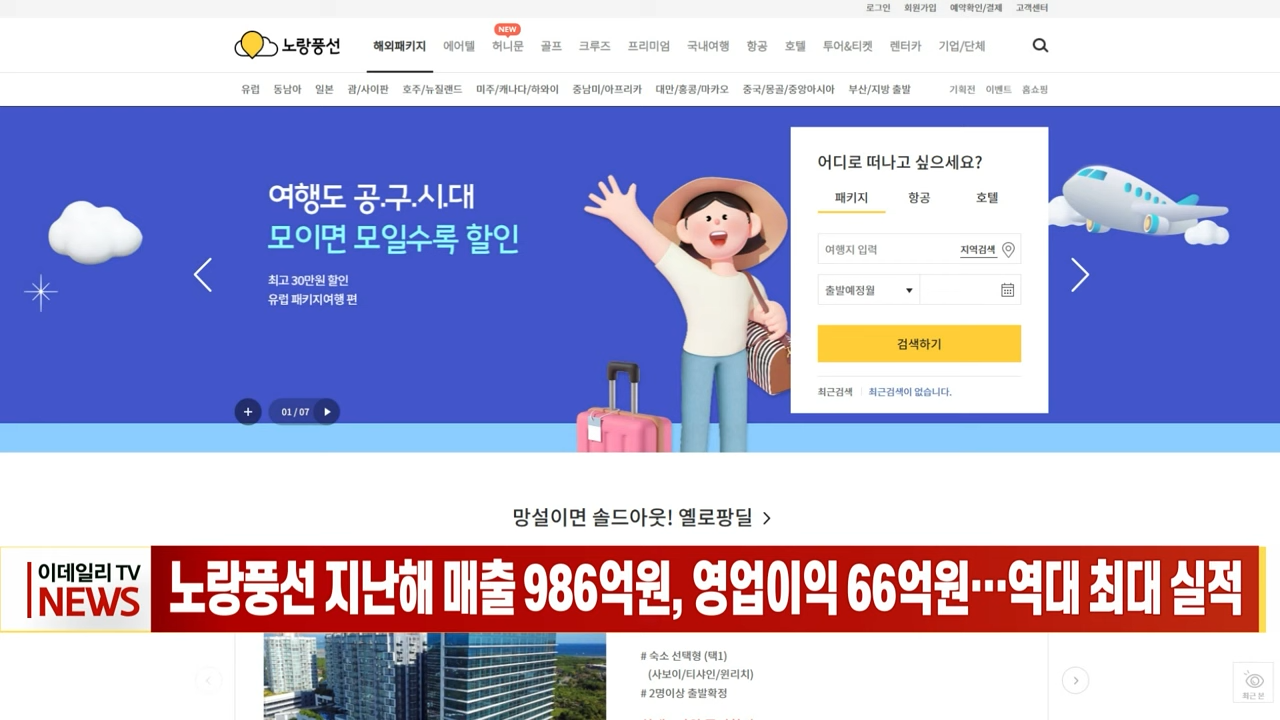 로그인 회원가입 예약확인/결제 고객센터
NEW
노랑풍선 해외패키지 에어텔 허니문 골프 크루즈 프리미엄 국내여행 항공 호텔 투어&티켓 렌터카 기업/단체
유럽 동남아 일본 괌/사이판 호주/뉴질랜드 미주/캐나다/하와이 중남미/아프리카 대만/홍콩/마카오 중국/몽골/중앙아시아 부산/지방 출발 기획전 이벤트 홈쇼핑
여행도 공.구.시.대
모이면 모일수록 할인
최고 30만원 할인
유럽 패키지여행 편
01 / 07
어디로 떠나고 싶으세요?
패키지 항공 호텔
여행지 입력 지역검색
출발예정월
검색하기
최근검색 최근검색이 없습니다.
망설이면 솔드아웃! 옐로팡딜
이데일리 TV
NEWS
노랑풍선 지난해 매출 986억원, 영업이익 66억원…역대 최대 실적
# 숙소 선택형 (택1)
(사보이/티샤인/윈리치)
# 2명이상 출발확정
최근 본